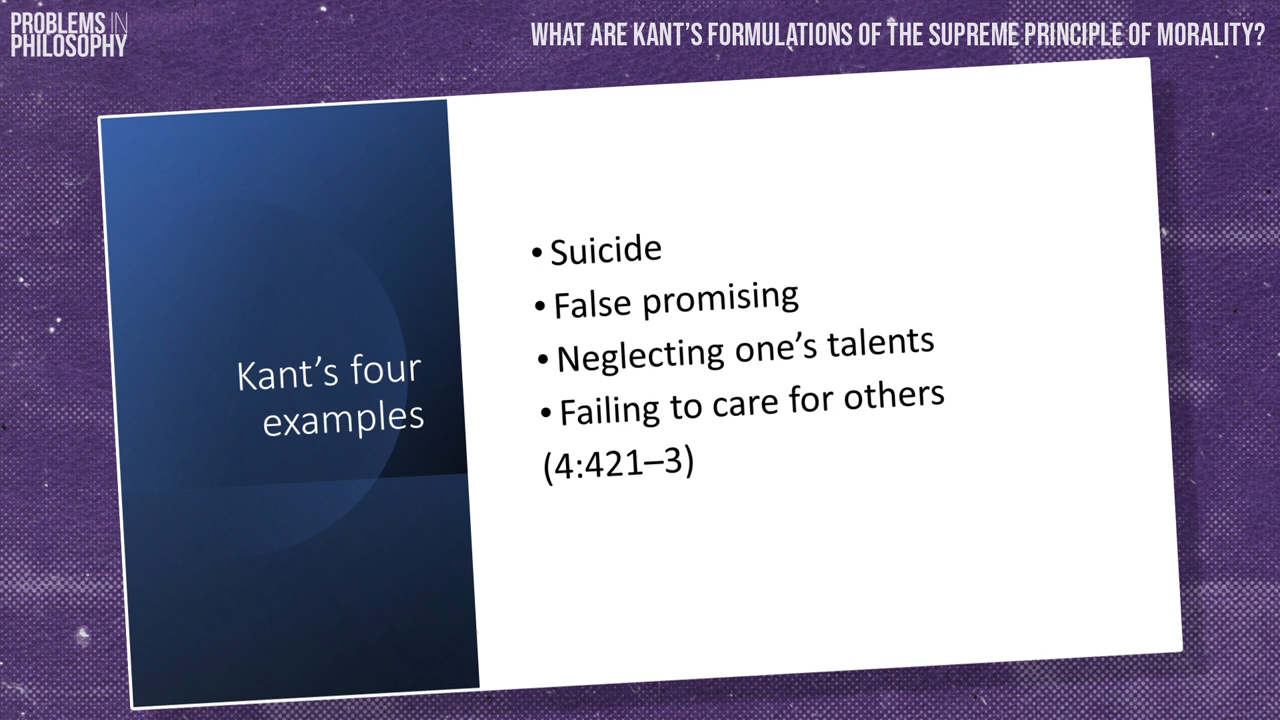 PROBLEMS IN
PHILOSOPHY
WHAT ARE KANT'S FORMULATIONS OF THE SUPREME PRINCIPLE OF MORALITY?
Kant's four
examples
• Suicide
• False promising
• Neglecting one's talents
• Failing to care for others
(4:421–3)